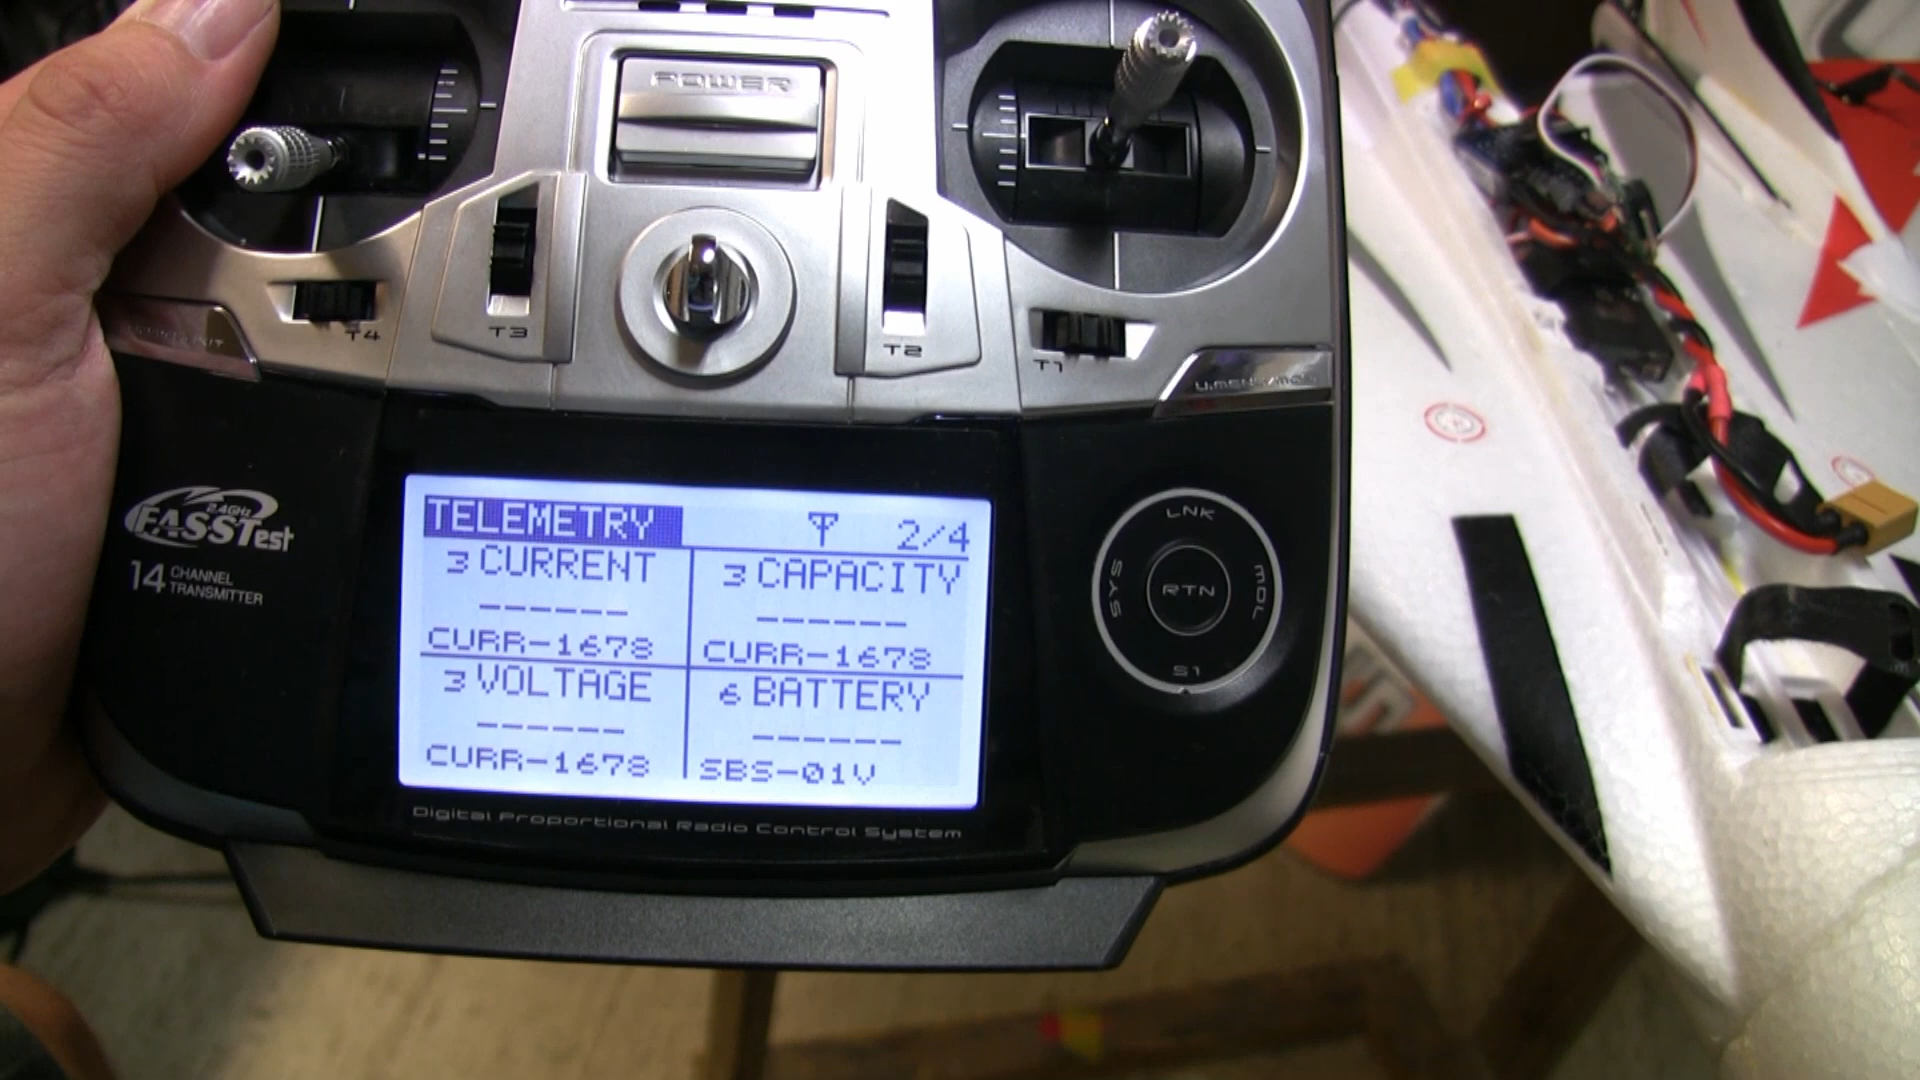 POWER
T4
T3
T2
T1
U.MENU/MON.
2.4GHz
FASSTest
14 CHANNEL
TRANSMITTER
TELEMETRY 2/4
3 CURRENT
------
CURR-1678
3 CAPACITY
------
CURR-1678
3 VOLTAGE
------
CURR-1678
6 BATTERY
------
SBS-01V
LNK
SYS
RTN
MDL
S1
Digital Proportional Radio Control System